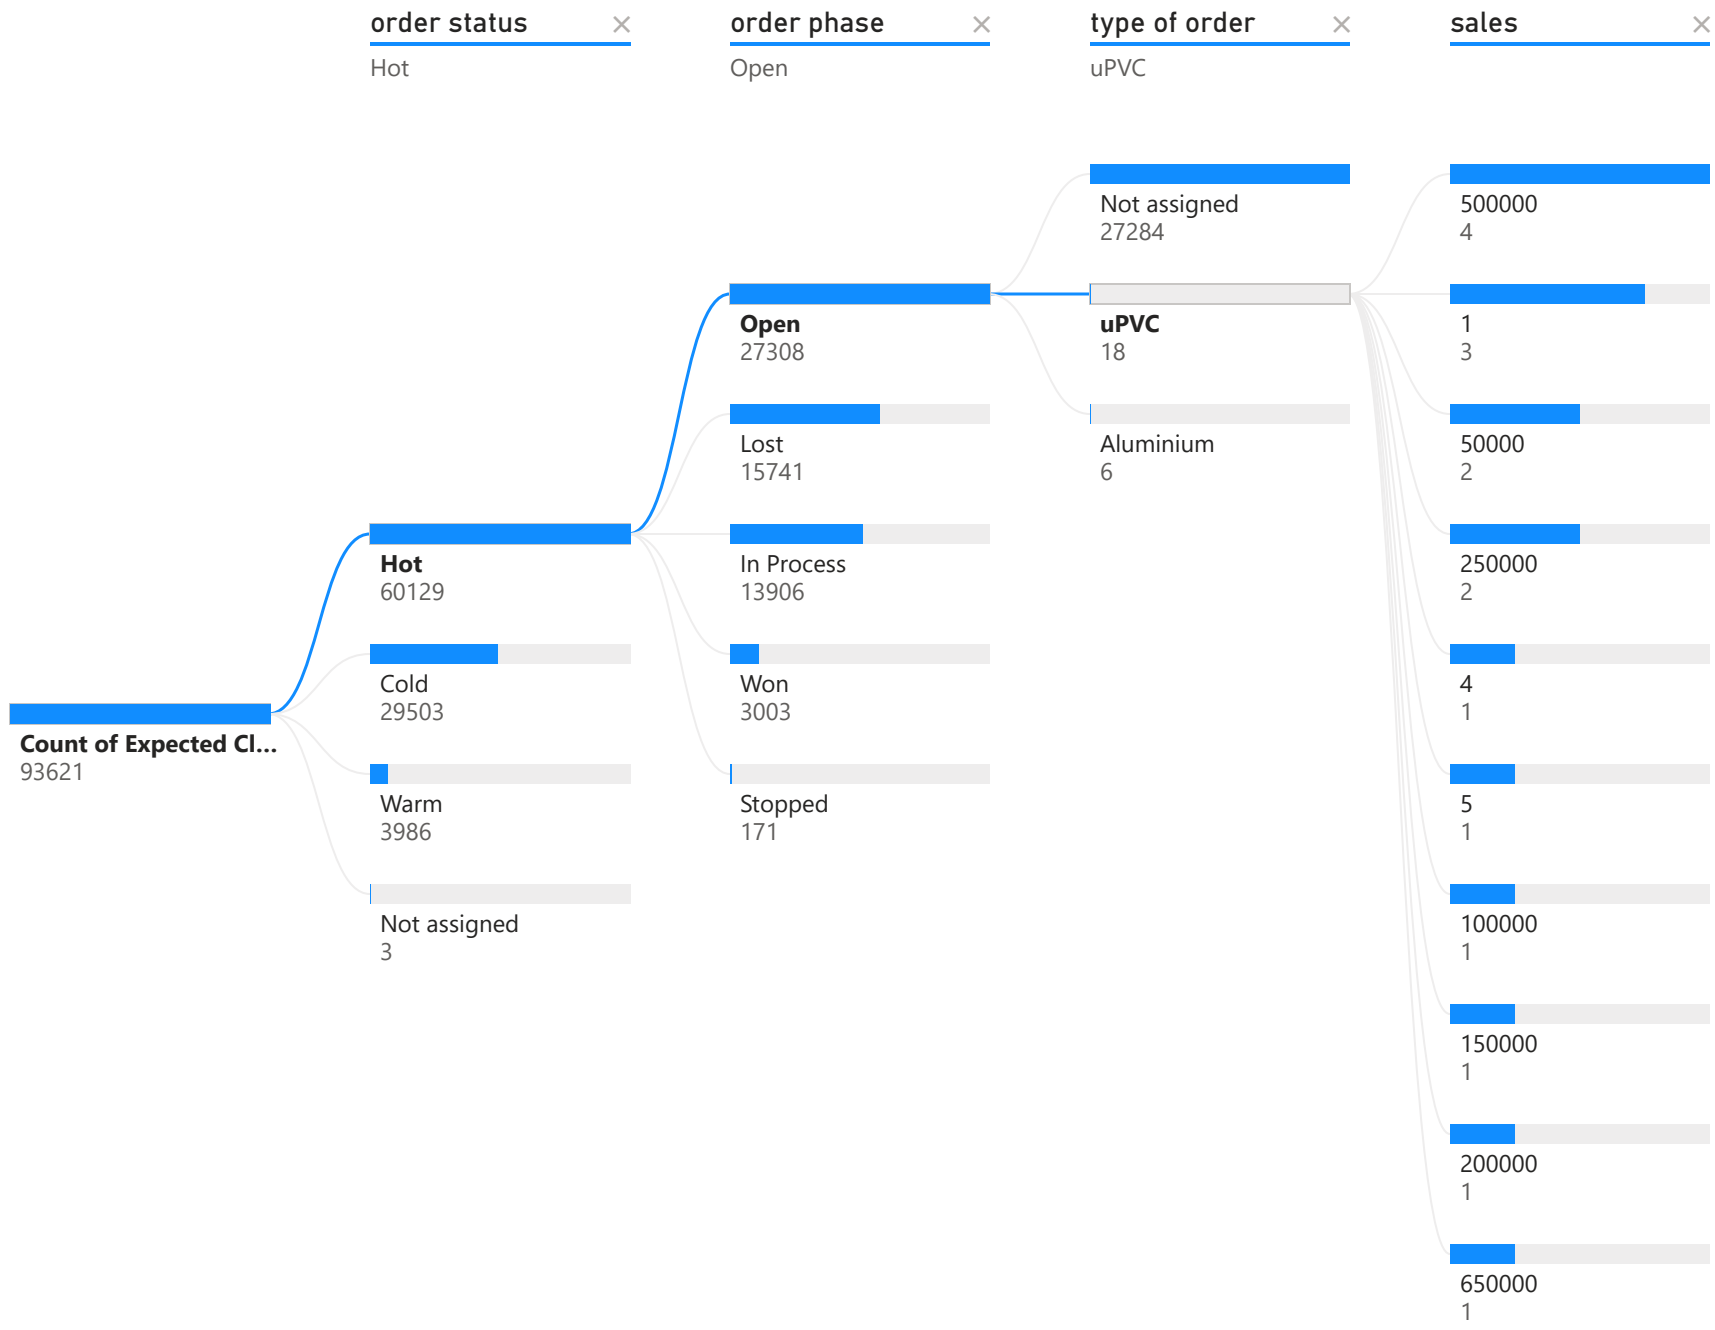 order status ×
Hot
order phase ×
Open
type of order ×
uPVC
sales ×
Count of Expected Cl...
93621
Hot
60129
Cold
29503
Warm
3986
Not assigned
3
Open
27308
Lost
15741
In Process
13906
Won
3003
Stopped
171
Not assigned
27284
uPVC
18
Aluminium
6
500000
4
1
3
50000
2
250000
2
4
1
5
1
100000
1
150000
1
200000
1
650000
1